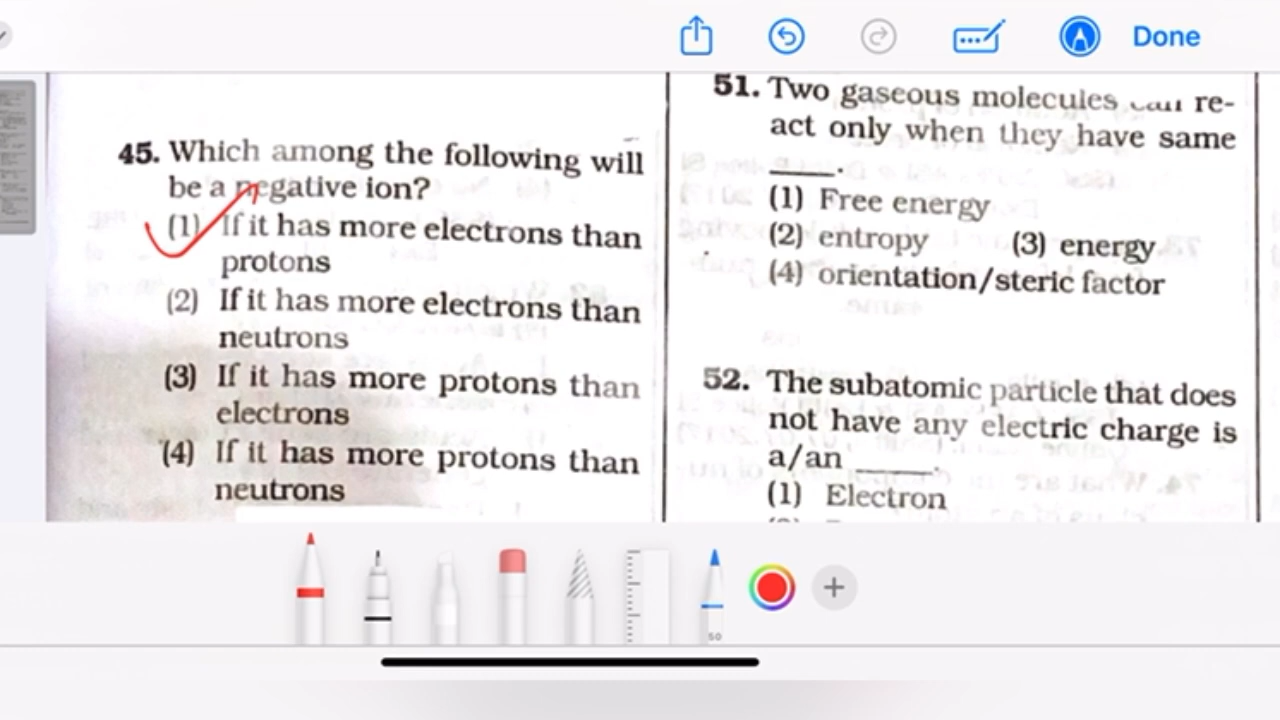 Done
45. Which among the following will
be a negative ion?
(1) If it has more electrons than
protons
(2) If it has more electrons than
neutrons
(3) If it has more protons than
electrons
(4) If it has more protons than
neutrons
51. Two gaseous molecules can re-
act only when they have same
____.
(1) Free energy
(2) entropy (3) energy
(4) orientation/steric factor
52. The subatomic particle that does
not have any electric charge is
a/an ____.
(1) Electron
50